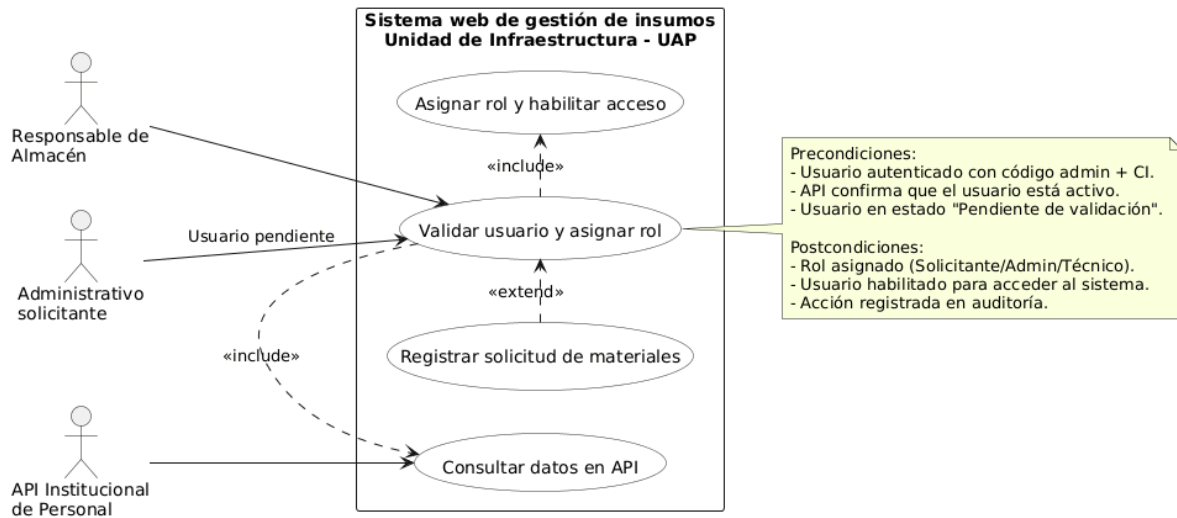 Sistema web de gestión de insumos
Unidad de Infraestructura - UAP
Asignar rol y habilitar acceso
Responsable de
Almacén
«include»
Precondiciones:
- Usuario autenticado con código admin + CI.
- API confirma que el usuario está activo.
- Usuario en estado "Pendiente de validación".
Postcondiciones:
- Rol asignado (Solicitante/Admin/Técnico).
- Usuario habilitado para acceder al sistema.
- Acción registrada en auditoría.
Validar usuario y asignar rol
Usuario pendiente
Administrativo
solicitante
«extend»
«include»
Registrar solicitud de materiales
Consultar datos en API
API Institucional
de Personal